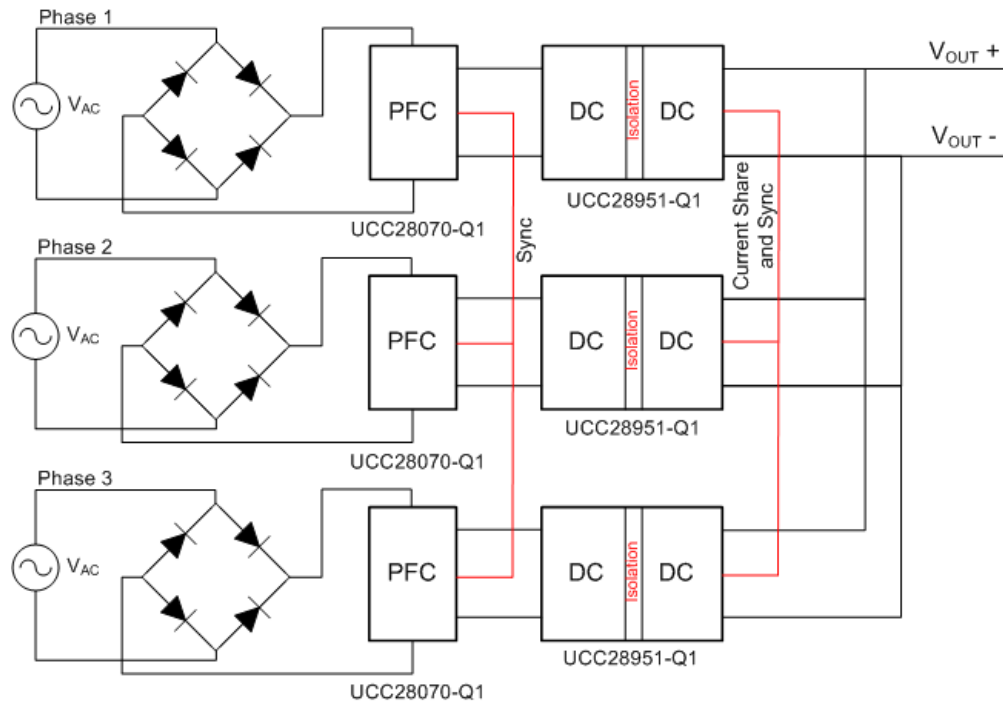 Phase 1
VAC
PFC
UCC28070-Q1
Sync
DC
Isolation
DC
UCC28951-Q1
Current Share
and Sync
VOUT +
VOUT -
Phase 2
VAC
PFC
UCC28070-Q1
DC
Isolation
DC
UCC28951-Q1
Phase 3
VAC
PFC
UCC28070-Q1
DC
Isolation
DC
UCC28951-Q1